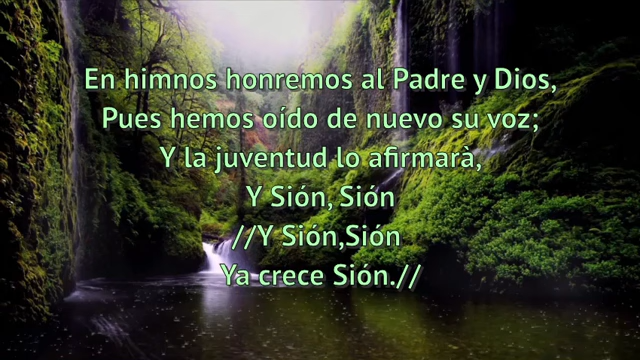 En himnos honremos al Padre y Dios,
Pues hemos oído de nuevo su voz;
Y la juventud lo afirmarà,
Y Sión, Sión
//Y Sión,Sión
Ya crece Sión.//